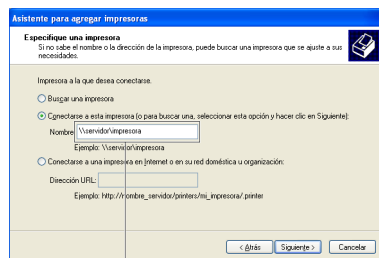 Asistente para agregar impresoras
Especifique una impresora
Si no sabe el nombre o la dirección de la impresora, puede buscar una impresora que se ajuste a sus
necesidades.
Impresora a la que desea conectarse.
Buscar una impresora
Conectarse a esta impresora (o para buscar una, seleccionar esta opción y hacer clic en Siguiente):
Nombre \\servidor\impresora
Ejemplo: \\servidor\impresora
Conectarse a una impresora en Internet o en su red doméstica u organización:
Dirección URL:
Ejemplo: http://nombre_servidor/printers/mi_impresora/.printer
< Atrás Siguiente > Cancelar